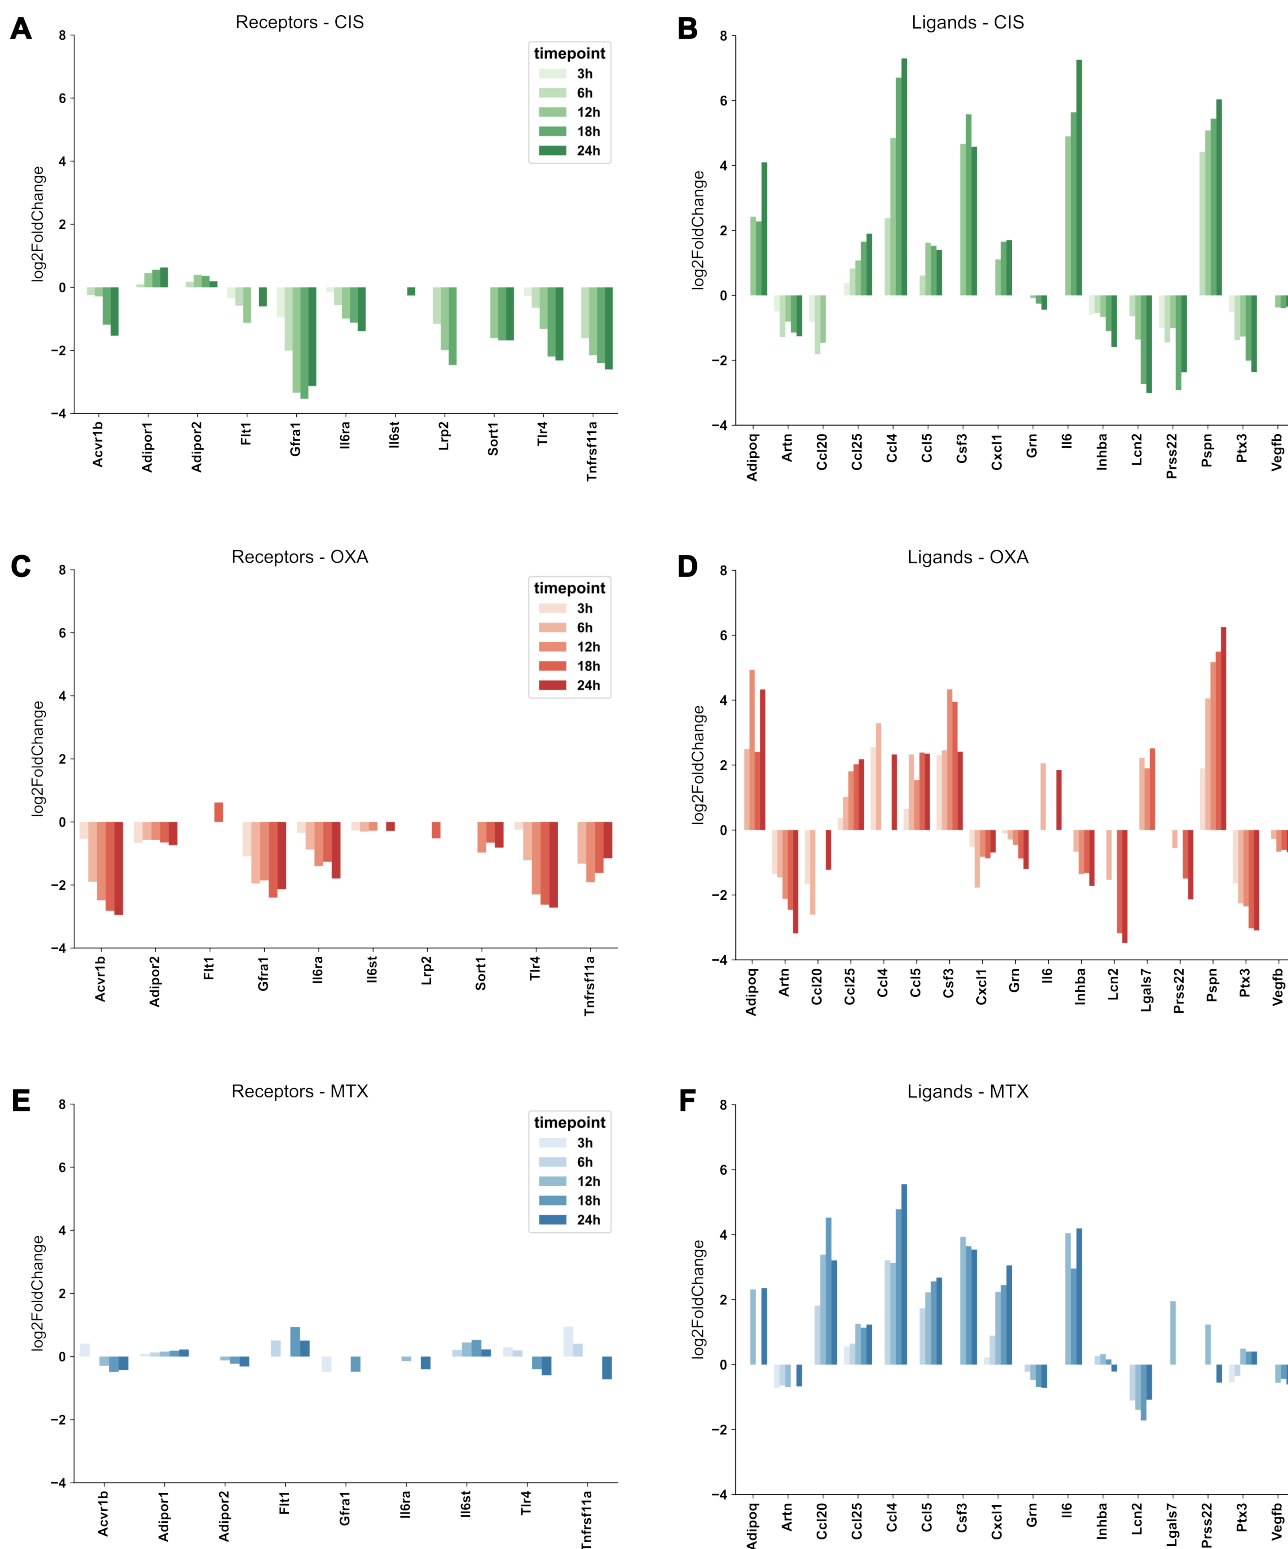 A
Receptors - CIS
8
6
4
2
0
−2
−4
log2FoldChange
timepoint
3h
6h
12h
18h
24h
Acvr1b
Adipor1
Adipor2
Flt1
Gfra1
Il6ra
Il6st
Lrp2
Sort1
Tlr4
Tnfrsf11a
B
Ligands - CIS
8
6
4
2
0
−2
−4
log2FoldChange
Adipoq
Artn
Ccl20
Ccl25
Ccl4
Ccl5
Csf3
Cxcl1
Grn
Il6
Inhba
Lcn2
Prss22
Pspn
Ptx3
Vegfb
C
Receptors - OXA
8
6
4
2
0
−2
−4
log2FoldChange
timepoint
3h
6h
12h
18h
24h
Acvr1b
Adipor2
Flt1
Gfra1
Il6ra
Il6st
Lrp2
Sort1
Tlr4
Tnfrsf11a
D
Ligands - OXA
8
6
4
2
0
−2
−4
log2FoldChange
Adipoq
Artn
Ccl20
Ccl25
Ccl4
Ccl5
Csf3
Cxcl1
Grn
Il6
Inhba
Lcn2
Lgals7
Prss22
Pspn
Ptx3
Vegfb
E
Receptors - MTX
8
6
4
2
0
−2
−4
log2FoldChange
timepoint
3h
6h
12h
18h
24h
Acvr1b
Adipor1
Adipor2
Flt1
Gfra1
Il6ra
Il6st
Tlr4
Tnfrsf11a
F
Ligands - MTX
8
6
4
2
0
−2
−4
log2FoldChange
Adipoq
Artn
Ccl20
Ccl25
Ccl4
Ccl5
Csf3
Cxcl1
Grn
Il6
Inhba
Lcn2
Lgals7
Prss22
Ptx3
Vegfb